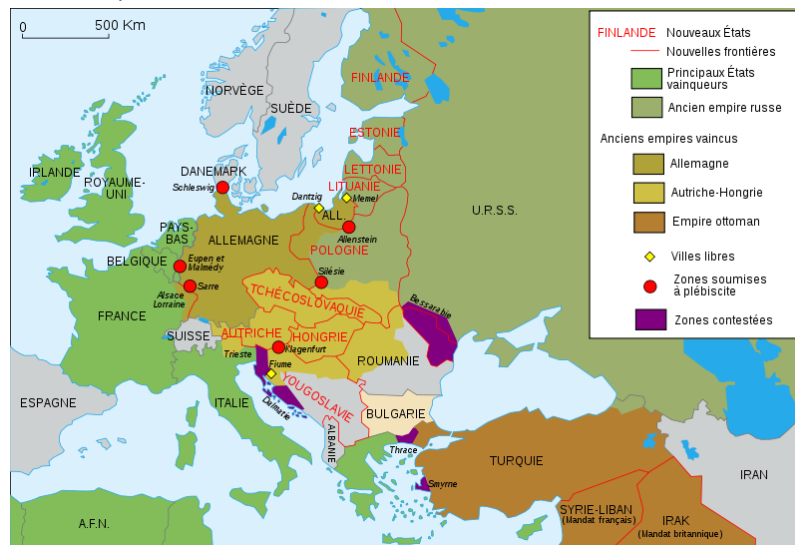 0
500 Km
NORVÈGE
SUÈDE
FINLANDE
ESTONIE
LETTONIE
LITUANIE
Memel
IRLANDE
ROYAUME-
UNI
DANEMARK
Schleswig
Dantzig
ALL.
Allenstein
U.R.S.S.
PAYS-
BAS
ALLEMAGNE
POLOGNE
BELGIQUE
Eupen et
Malmédy
Silésie
Sarre
Alsace
Lorraine
TCHÉCOSLOVAQUIE
Bessarabie
FRANCE
SUISSE
AUTRICHE
HONGRIE
Klagenfurt
Trieste
Fiume
ROUMANIE
YOUGOSLAVIE
Dalmatie
ESPAGNE
ITALIE
BULGARIE
ALBANIE
Thrace
Smyrne
TURQUIE
IRAN
A.F.N.
SYRIE-LIBAN
(Mandat français)
IRAK
(Mandat britannique)
FINLANDE Nouveaux États
Nouvelles frontières
Principaux États
vainqueurs
Ancien empire russe
Anciens empires vaincus
Allemagne
Autriche-Hongrie
Empire ottoman
Villes libres
Zones soumises
à plébiscite
Zones contestées